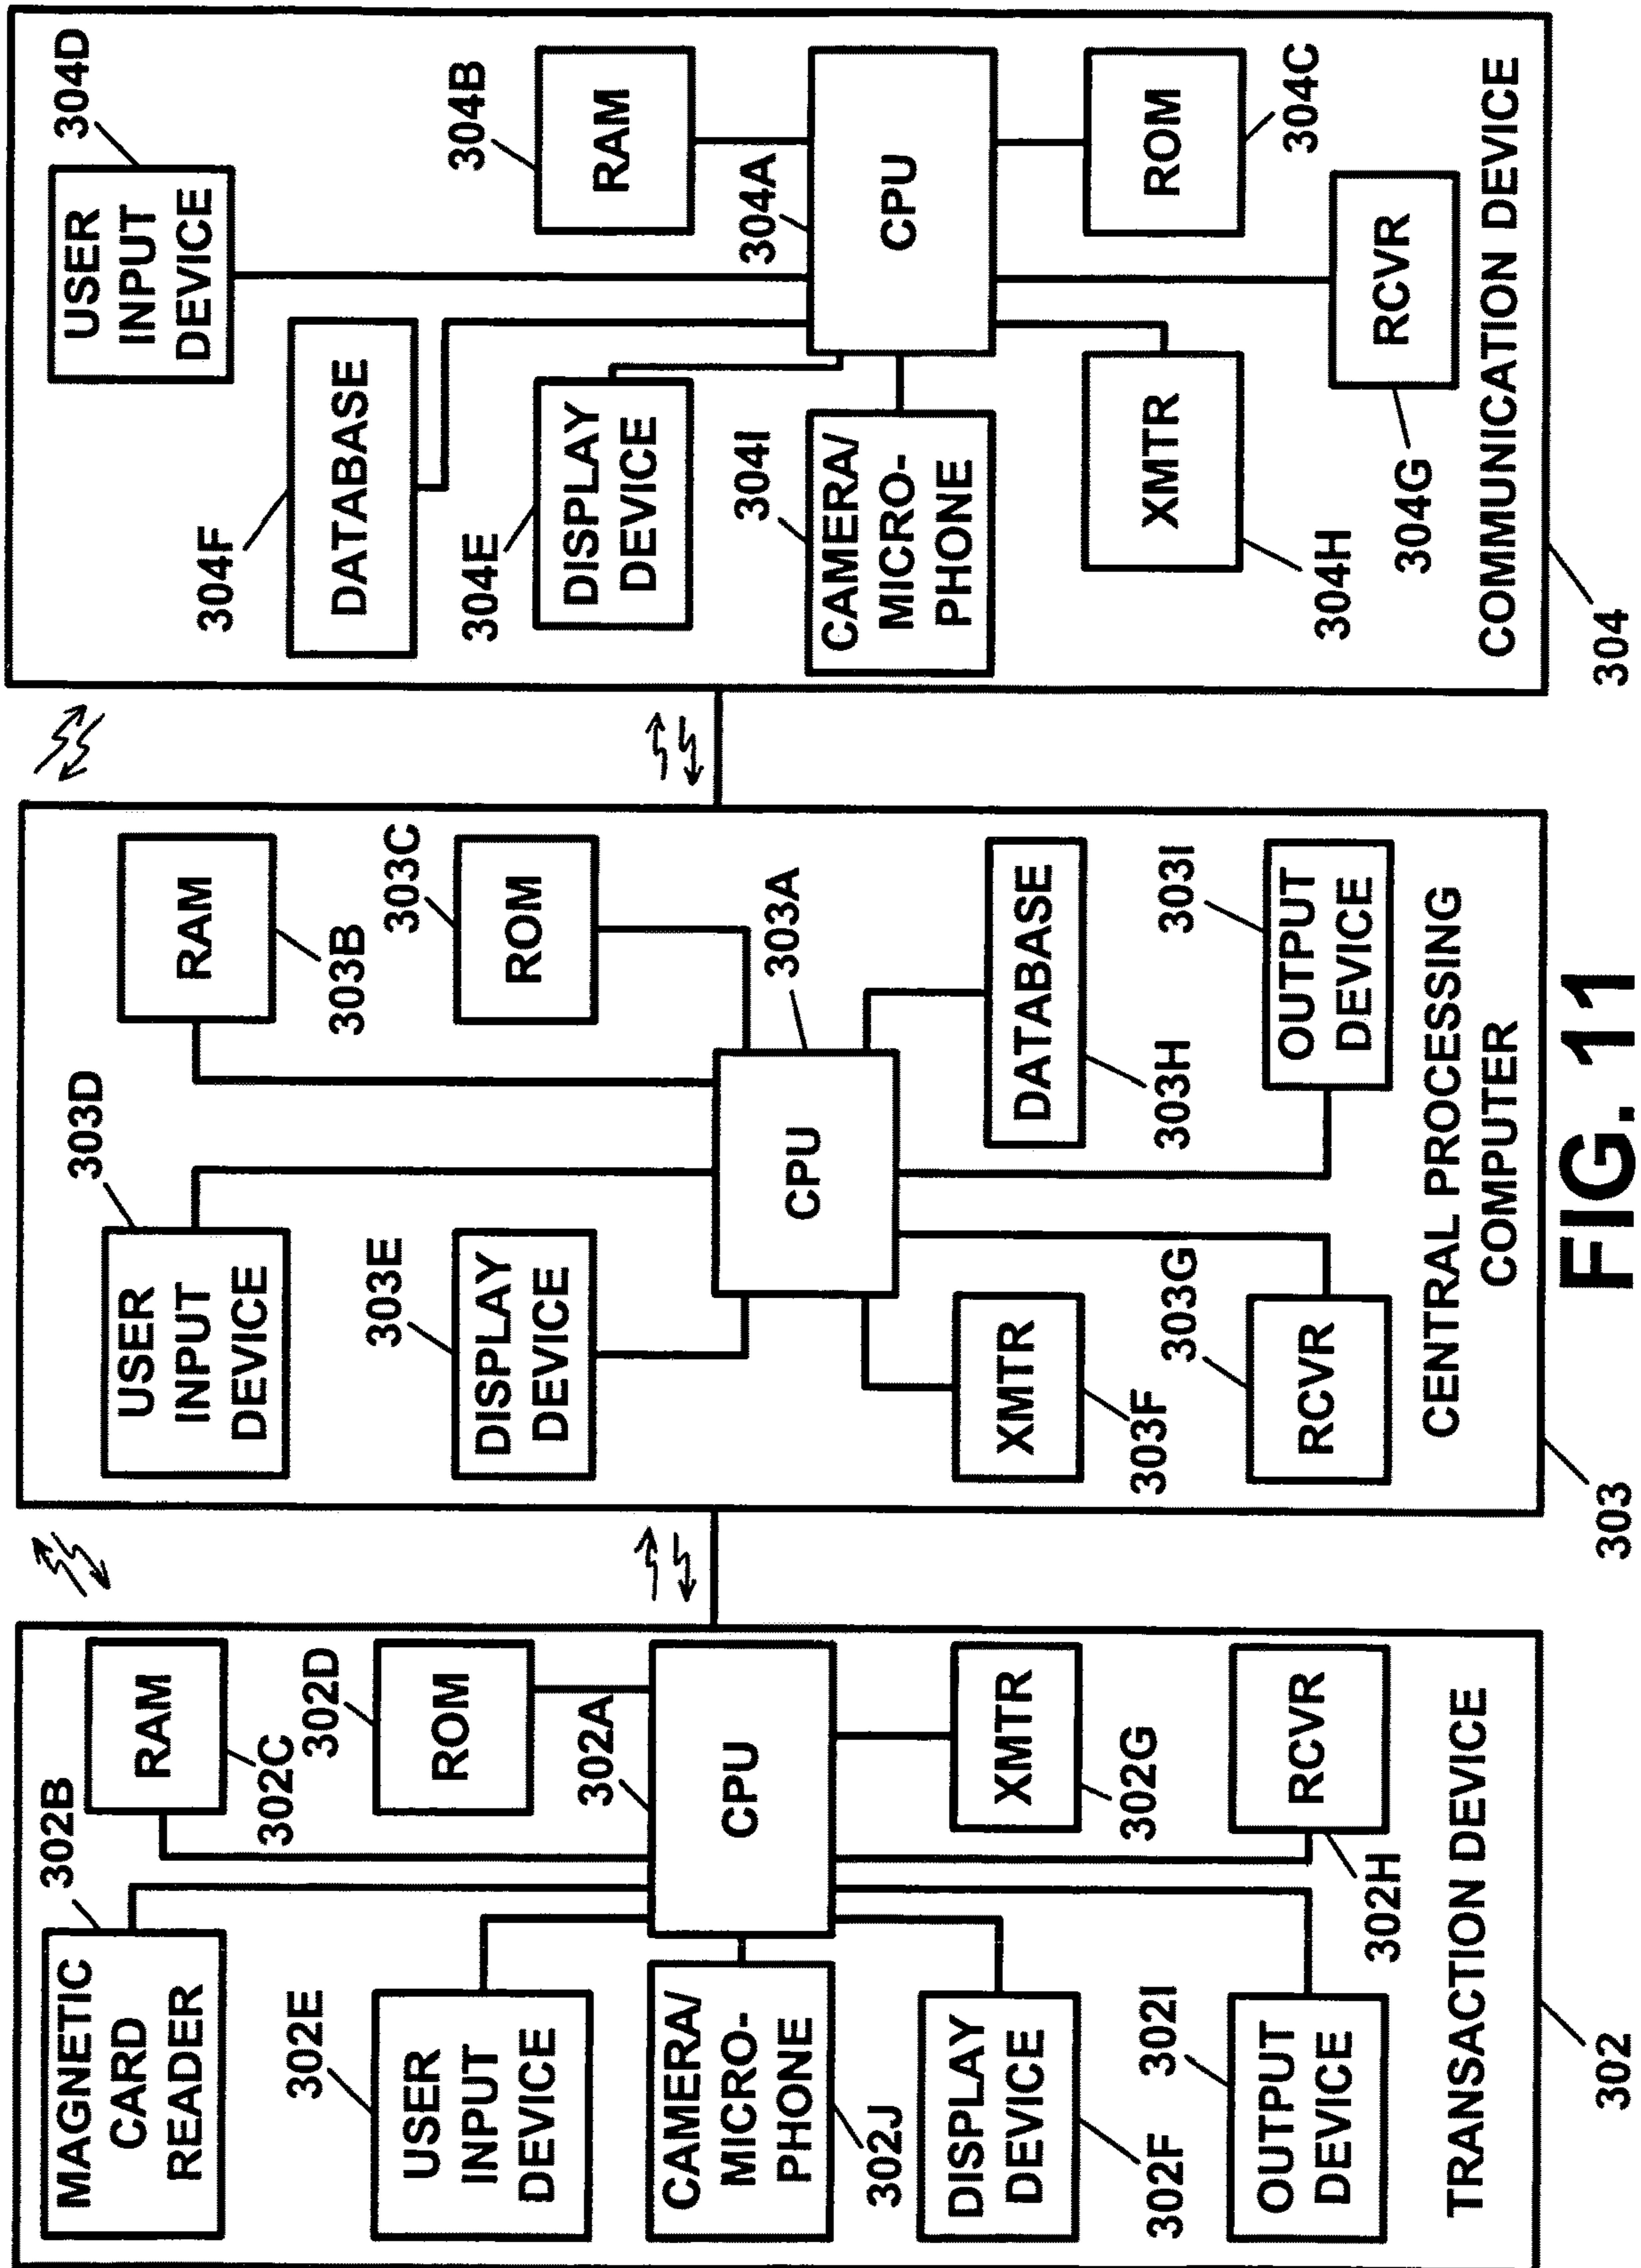 302B
MAGNETIC
CARD
READER
RAM
302C
302D
ROM
302E
USER
INPUT
DEVICE
302A
CPU
CAMERA/
MICRO-
PHONE
302J
DISPLAY
DEVICE
302F
XMTR
302G
302I
OUTPUT
DEVICE
RCVR
302H
TRANSACTION DEVICE
302
303D
USER
INPUT
DEVICE
RAM
303B
303C
ROM
303E
DISPLAY
DEVICE
303A
CPU
XMTR
303F
DATABASE
303H
303G
RCVR
303I
OUTPUT
DEVICE
CENTRAL PROCESSING
COMPUTER
303
304D
USER
INPUT
DEVICE
304F
DATABASE
304B
RAM
304E
DISPLAY
DEVICE
304A
CPU
304I
CAMERA/
MICRO-
PHONE
XMTR
304H
ROM
304C
RCVR
304G
COMMUNICATION DEVICE
304
FIG. 11